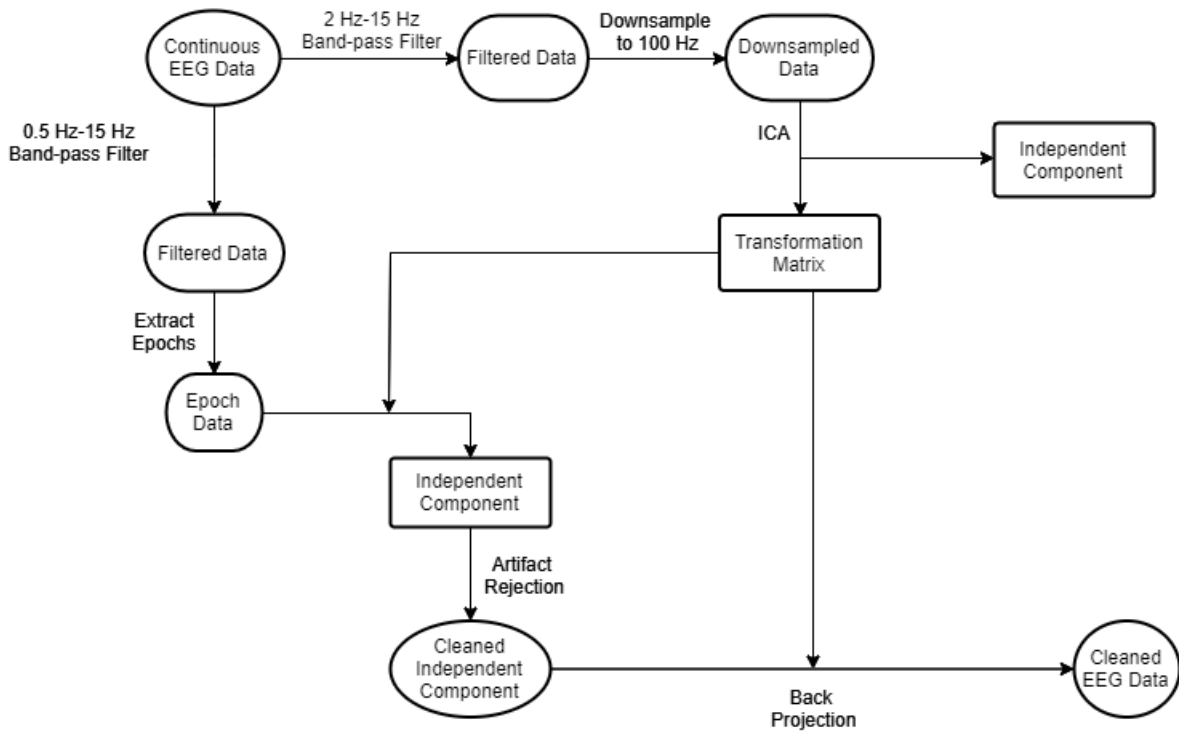 Continuous
EEG Data
2 Hz-15 Hz
Band-pass Filter
Filtered Data
Downsample
to 100 Hz
Downsampled
Data
0.5 Hz-15 Hz
Band-pass Filter
ICA
Independent
Component
Filtered Data
Transformation
Matrix
Extract
Epochs
Epoch
Data
Independent
Component
Artifact
Rejection
Cleaned
Independent
Component
Back
Projection
Cleaned
EEG Data